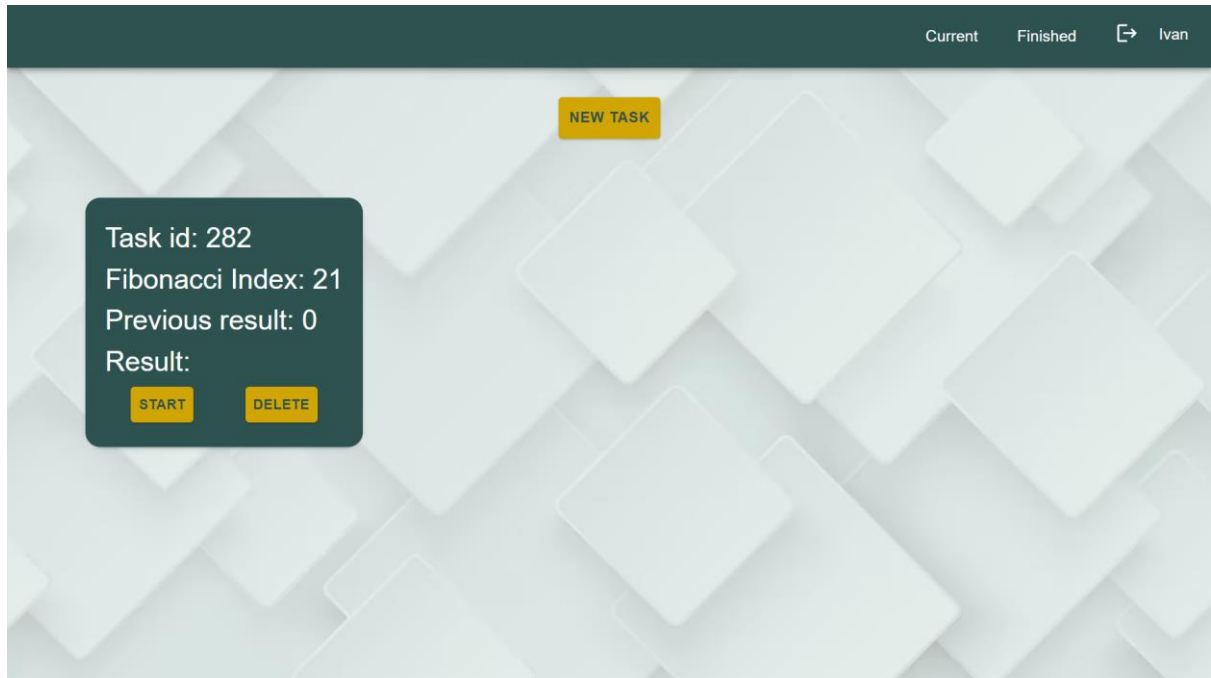 Current Finished Ivan
NEW TASK
Task id: 282
Fibonacci Index: 21
Previous result: 0
Result:
START DELETE